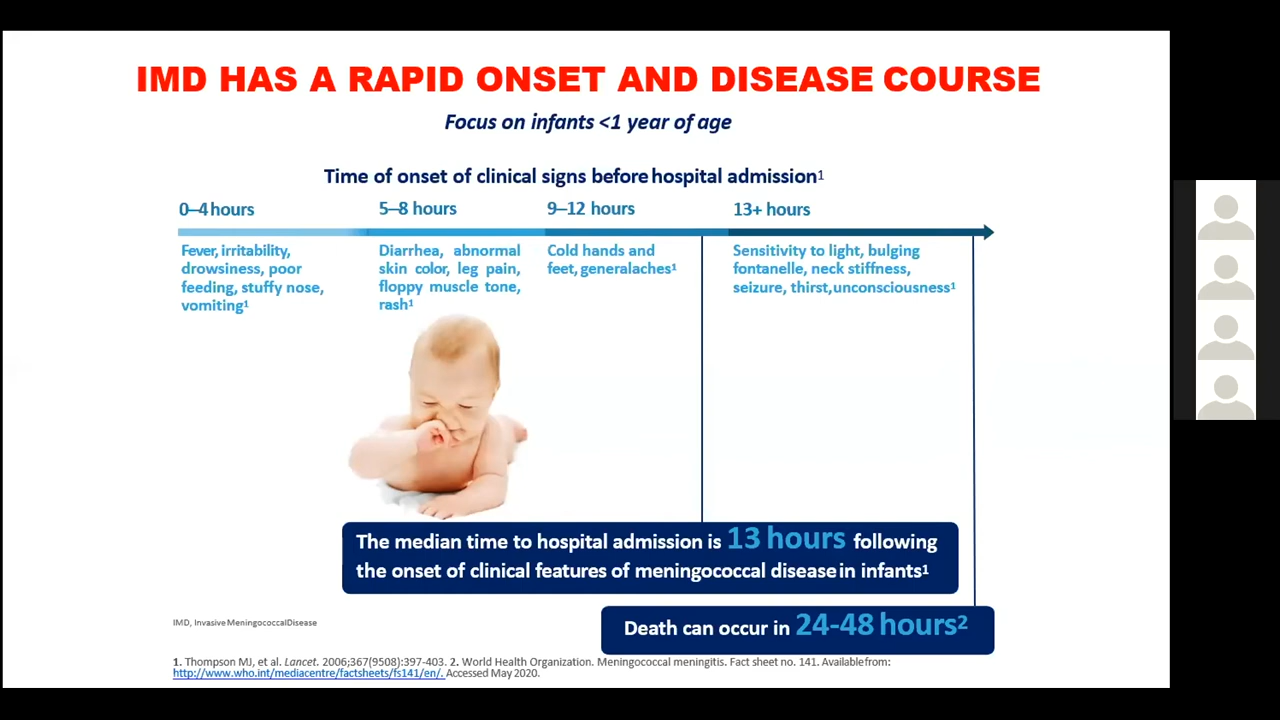 IMD HAS A RAPID ONSET AND DISEASE COURSE
Focus on infants <1 year of age
Time of onset of clinical signs before hospital admission1
0–4 hours
Fever, irritability,
drowsiness, poor
feeding, stuffy nose,
vomiting1
5–8 hours
Diarrhea, abnormal
skin color, leg pain,
floppy muscle tone,
rash1
9–12 hours
Cold hands and
feet, generalaches1
13+ hours
Sensitivity to light, bulging
fontanelle, neck stiffness,
seizure, thirst,unconsciousness1
The median time to hospital admission is 13 hours following
the onset of clinical features of meningococcal disease in infants1
Death can occur in 24-48 hours2
IMD, Invasive MeningococcalDisease
1. Thompson MJ, et al. Lancet. 2006;367(9508):397-403. 2. World Health Organization. Meningococcal meningitis. Fact sheet no. 141. Available from:
http://www.who.int/mediacentre/factsheets/fs141/en/. Accessed May 2020.